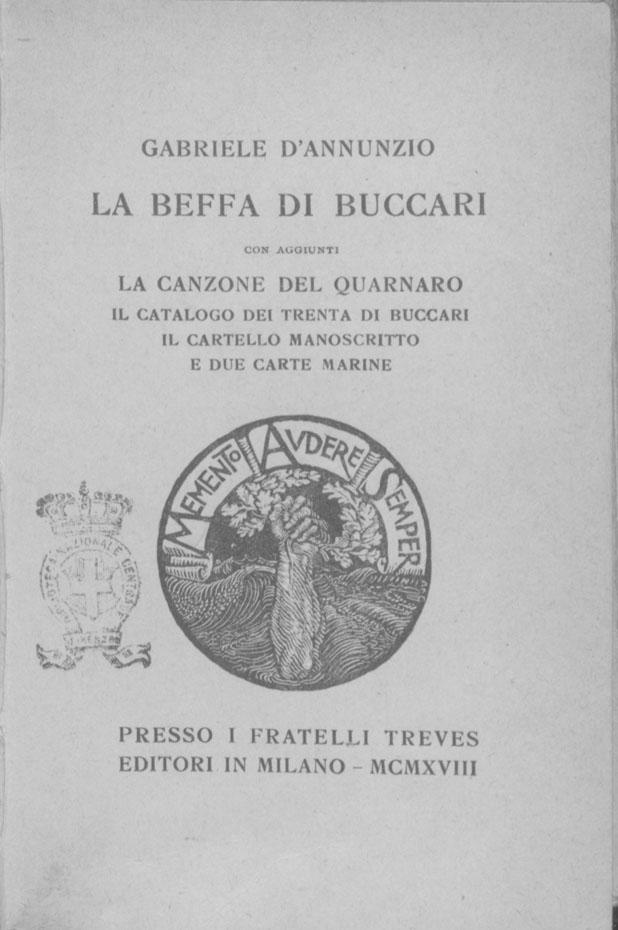 GABRIELE D'ANNUNZIO
LA BEFFA DI BUCCARI
CON AGGIUNTI
LA CANZONE DEL QUARNARO
IL CATALOGO DEI TRENTA DI BUCCARI
IL CARTELLO MANOSCRITTO
E DUE CARTE MARINE
MEMENTO AVDERE SEMPER
PRESSO I FRATELLI TREVES
EDITORI IN MILANO – MCMXVIII